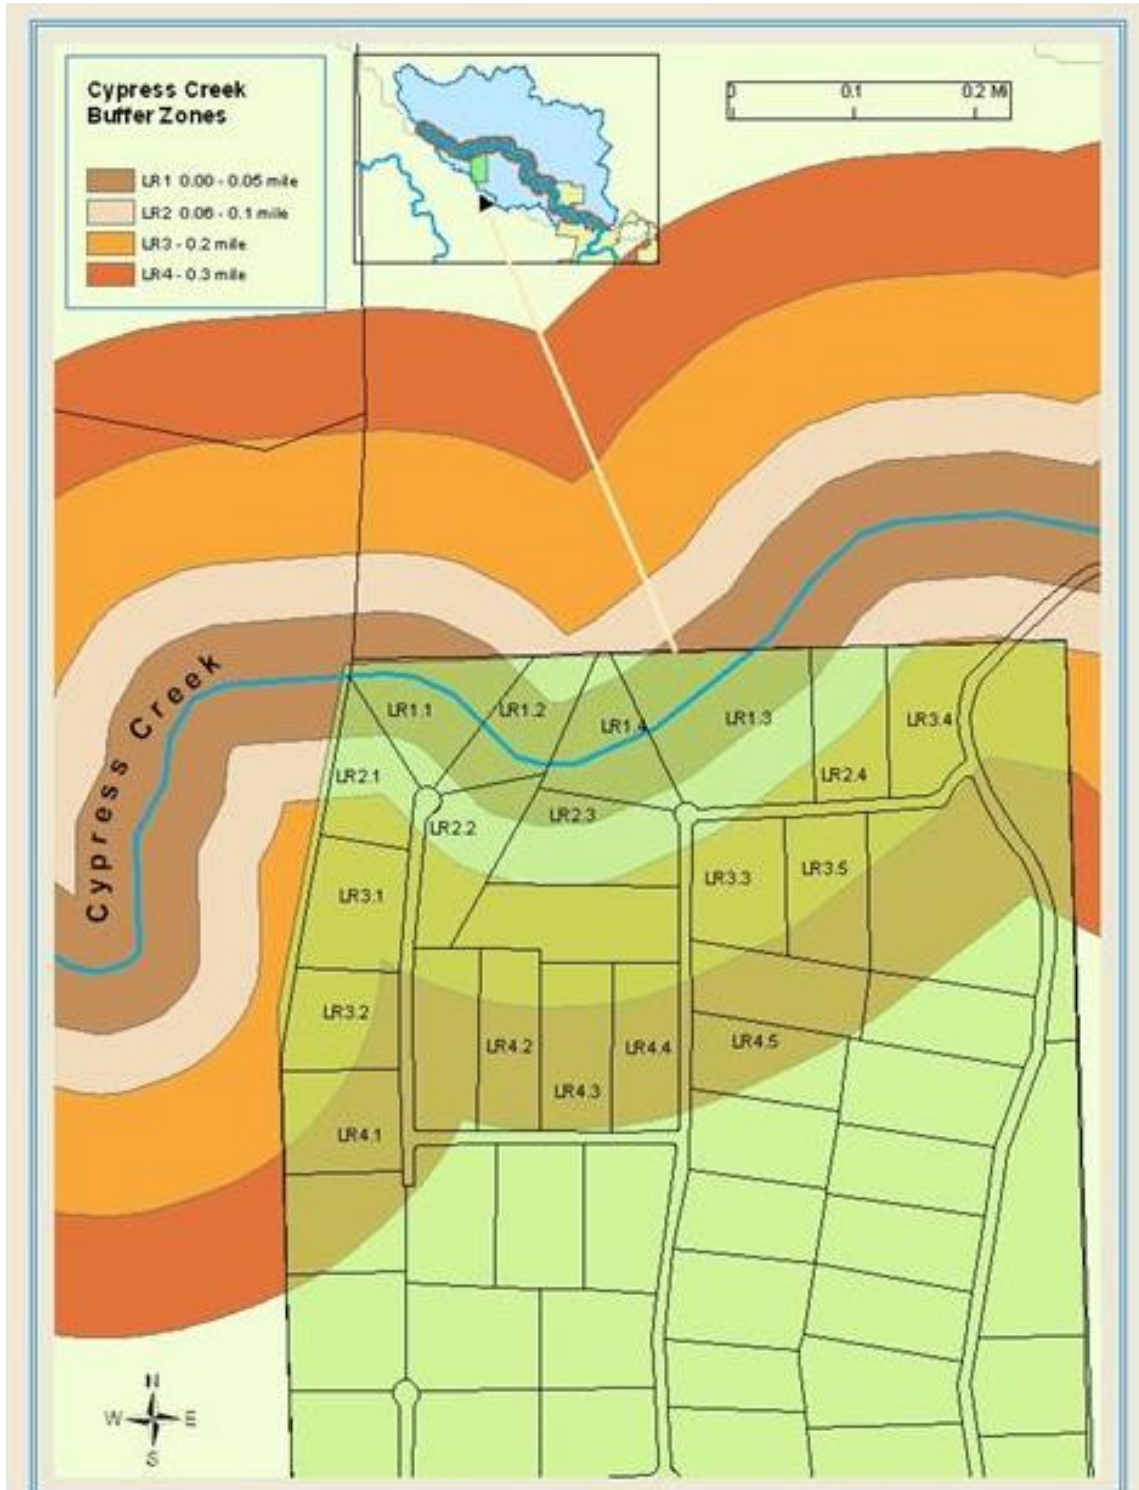 Cypress Creek
Buffer Zones
LR1 0.00 - 0.05 mile
LR2 0.06 - 0.1 mile
LR3 - 0.2 mile
LR4 - 0.3 mile
0 0.1 0.2 Mi
Cypress Creek
LR1.1
LR1.2
LR1.4
LR1.3
LR3.4
LR2.1
LR2.4
LR2.2
LR2.3
LR3.1
LR3.3
LR3.5
LR3.2
LR4.2
LR4.4
LR4.5
LR4.3
LR4.1
N
W E
S